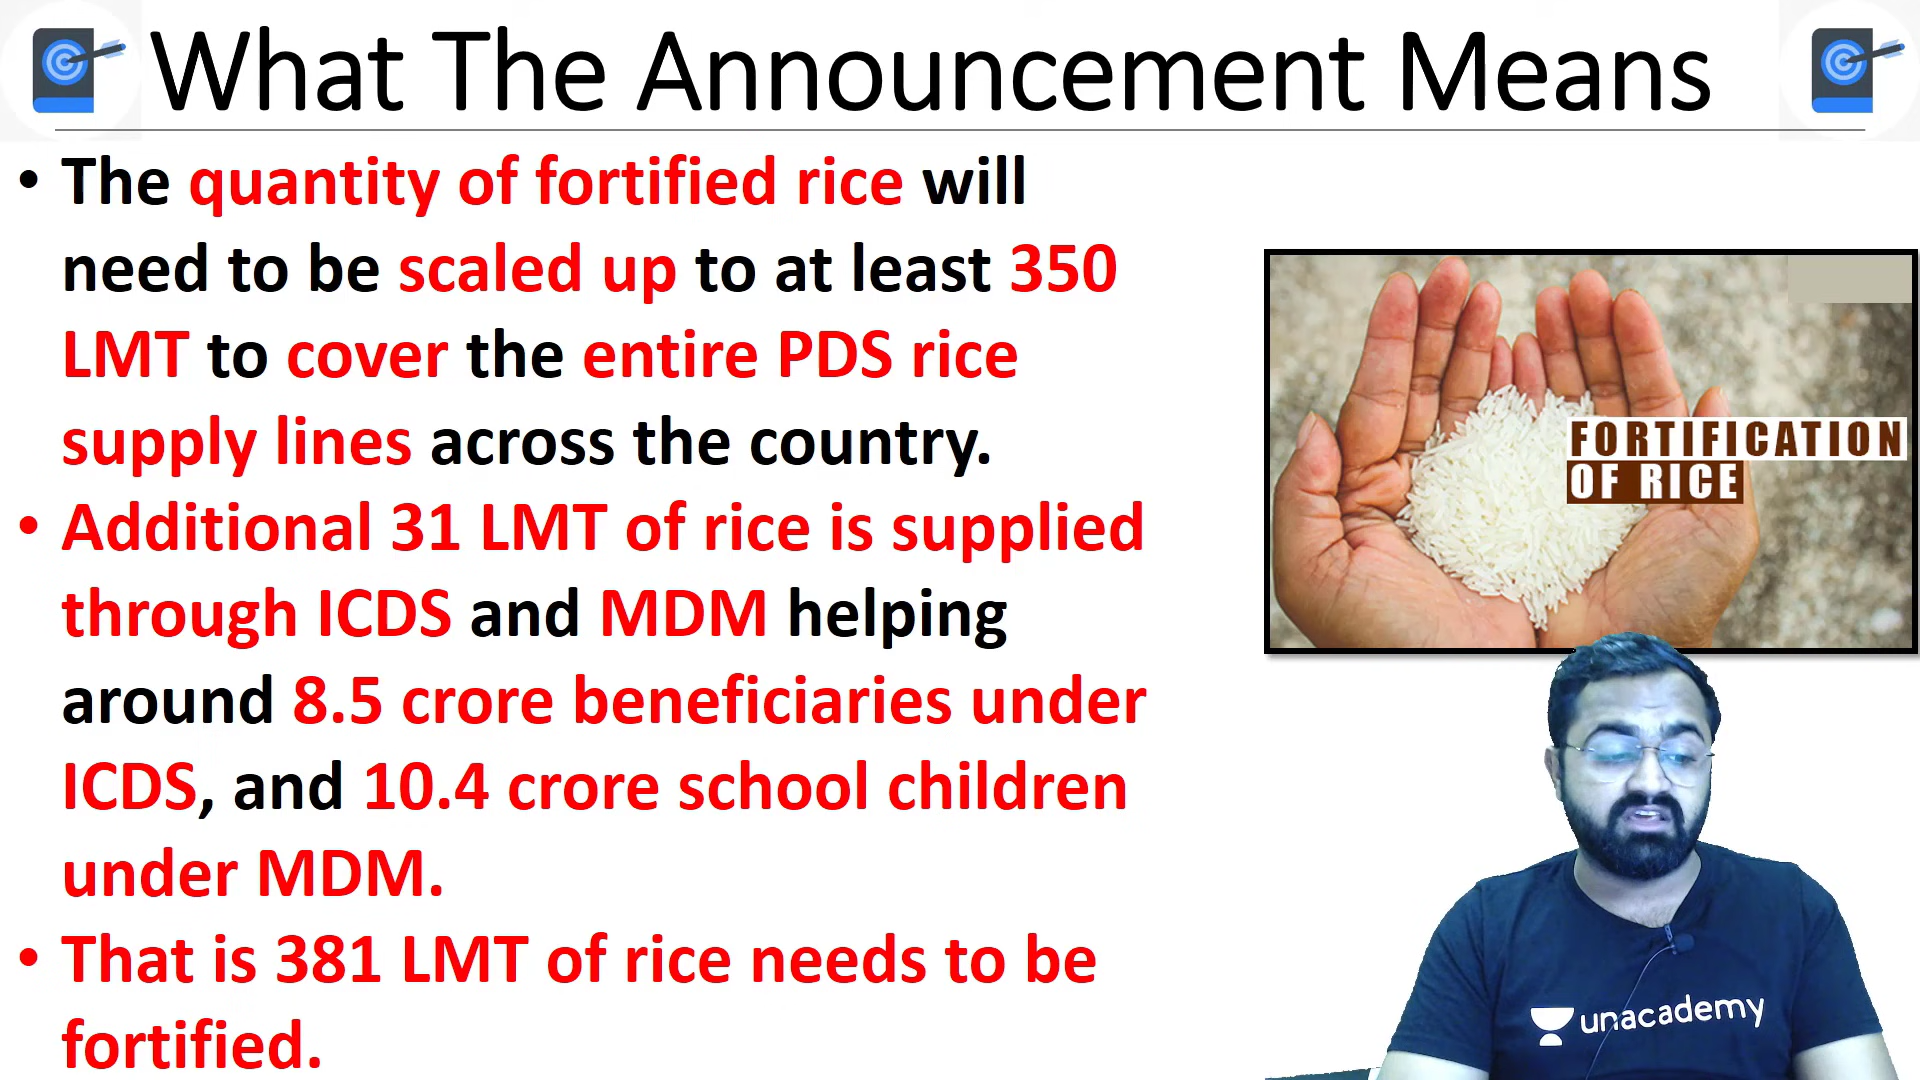 What The Announcement Means
• The quantity of fortified rice will
need to be scaled up to at least 350
LMT to cover the entire PDS rice
supply lines across the country.
• Additional 31 LMT of rice is supplied
through ICDS and MDM helping
around 8.5 crore beneficiaries under
ICDS, and 10.4 crore school children
under MDM.
• That is 381 LMT of rice needs to be
fortified.
FORTIFICATION
OF RICE
unacademy